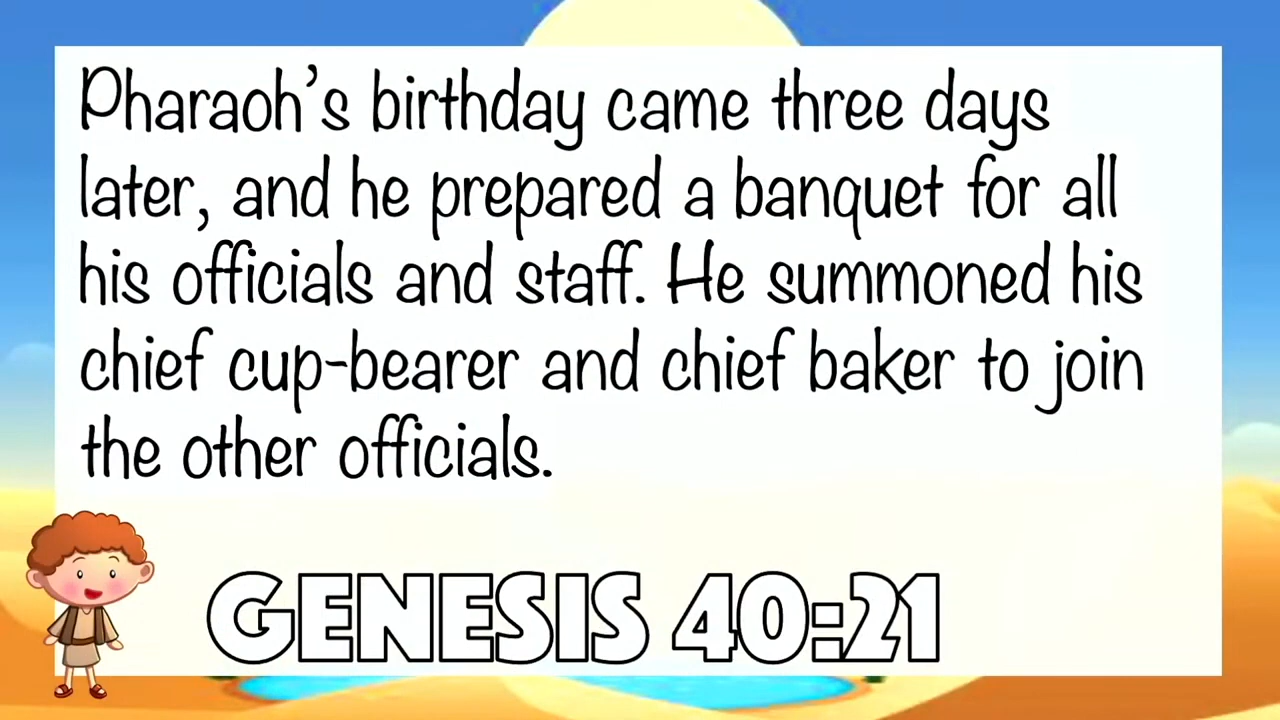 Pharaoh’s birthday came three days
later, and he prepared a banquet for all
his officials and staff. He summoned his
chief cup-bearer and chief baker to join
the other officials.
GENESIS 40:21